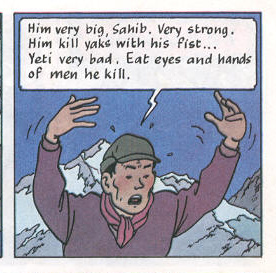 Him very big, Sahib. Very strong.
Him kill yaks with his fist...
Yeti very bad. Eat eyes and hands
of men he kill.